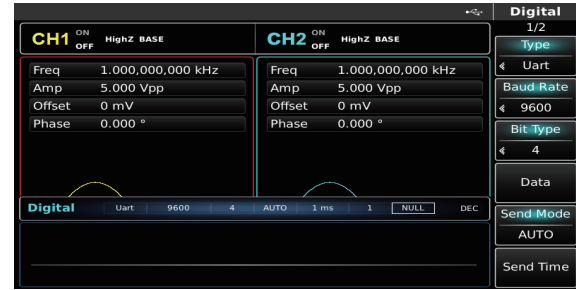 Digital
1/2
CH1 ON OFF HighZ BASE
CH2 ON OFF HighZ BASE
Freq 1.000,000,000 kHz
Amp 5.000 Vpp
Offset 0 mV
Phase 0.000 °
Freq 1.000,000,000 kHz
Amp 5.000 Vpp
Offset 0 mV
Phase 0.000 °
Digital Uart 9600 4 AUTO 1 ms 1 NULL DEC
Type
Uart
Baud Rate
9600
Bit Type
4
Data
Send Mode
AUTO
Send Time